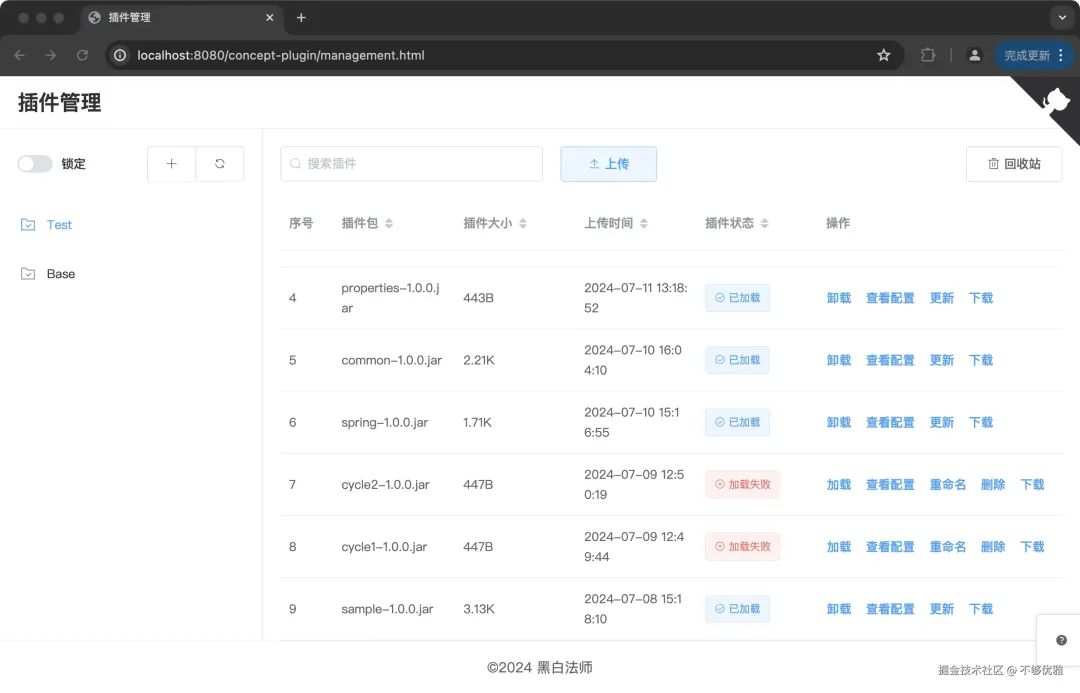 插件管理
localhost:8080/concept-plugin/management.html
完成更新
插件管理
锁定
搜索插件
上传
回收站
Test
Base
序号 插件包 插件大小 上传时间 插件状态 操作
4 properties-1.0.0.j 443B 2024-07-11 13:18: 已加载 卸载 查看配置 更新 下载
ar 52
5 common-1.0.0.jar 2.21K 2024-07-10 16:0 已加载 卸载 查看配置 更新 下载
4:10
6 spring-1.0.0.jar 1.71K 2024-07-10 15:1 已加载 卸载 查看配置 更新 下载
6:55
7 cycle2-1.0.0.jar 447B 2024-07-09 12:5 加载失败 加载 查看配置 重命名 删除 下载
0:19
8 cycle1-1.0.0.jar 447B 2024-07-09 12:4 加载失败 加载 查看配置 重命名 删除 下载
9:44
9 sample-1.0.0.jar 3.13K 2024-07-08 15:1 已加载 卸载 查看配置 更新 下载
8:10
©2024 黑白法师
掘金技术社区 @ 不够优雅